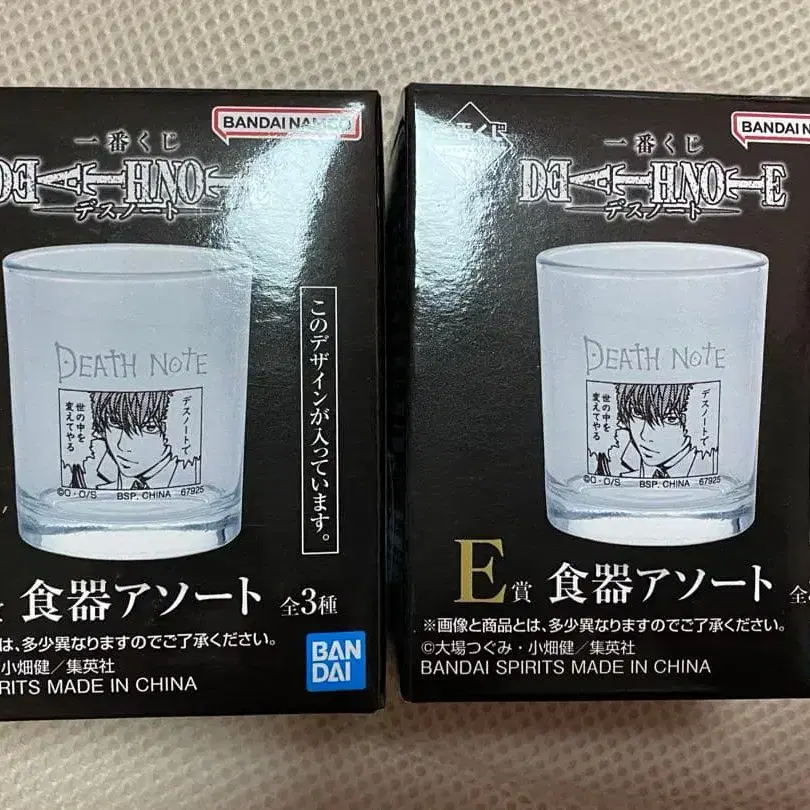 BANDAI NAMCO
一番くじ
DEATH NOTE
デスノート
このデザインが入っています。
DEATH NOTE
デスノートで
世の中を
変えてやる
©O・O/S BSP, CHINA 67925
食器アソート 全3種
は、多少異なりますのでご了承ください。
小畑健／集英社
RITS MADE IN CHINA
BAN
DAI
一番くじ
BANDAI N
一番くじ
DEATH NOTE
デスノート
DEATH NOTE
デスノートで
世の中を
変えてやる
©O・O/S BSP, CHINA 67925
E賞 食器アソート 全
※画像と商品とは、多少異なりますのでご了承ください。
©大場つぐみ・小畑健／集英社
BANDAI SPIRITS MADE IN CHINA